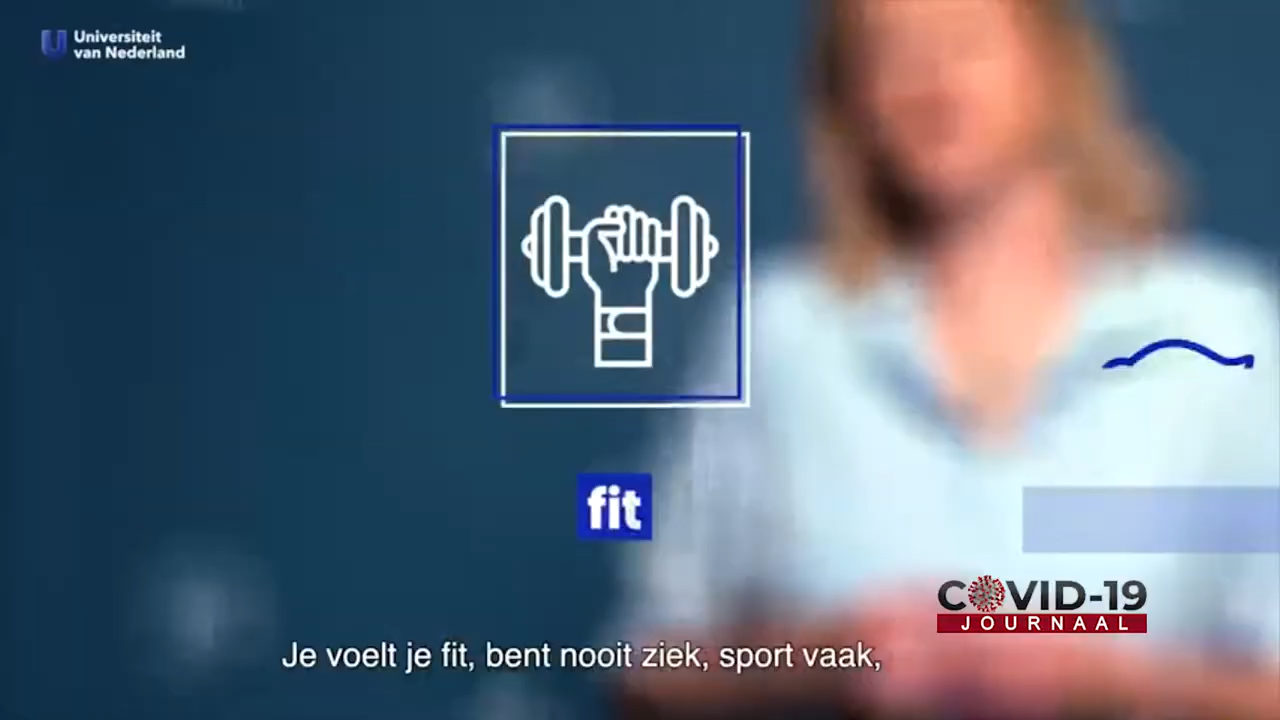 Universiteit
van Nederland
fit
COVID-19
JOURNAAL
Je voelt je fit, bent nooit ziek, sport vaak,